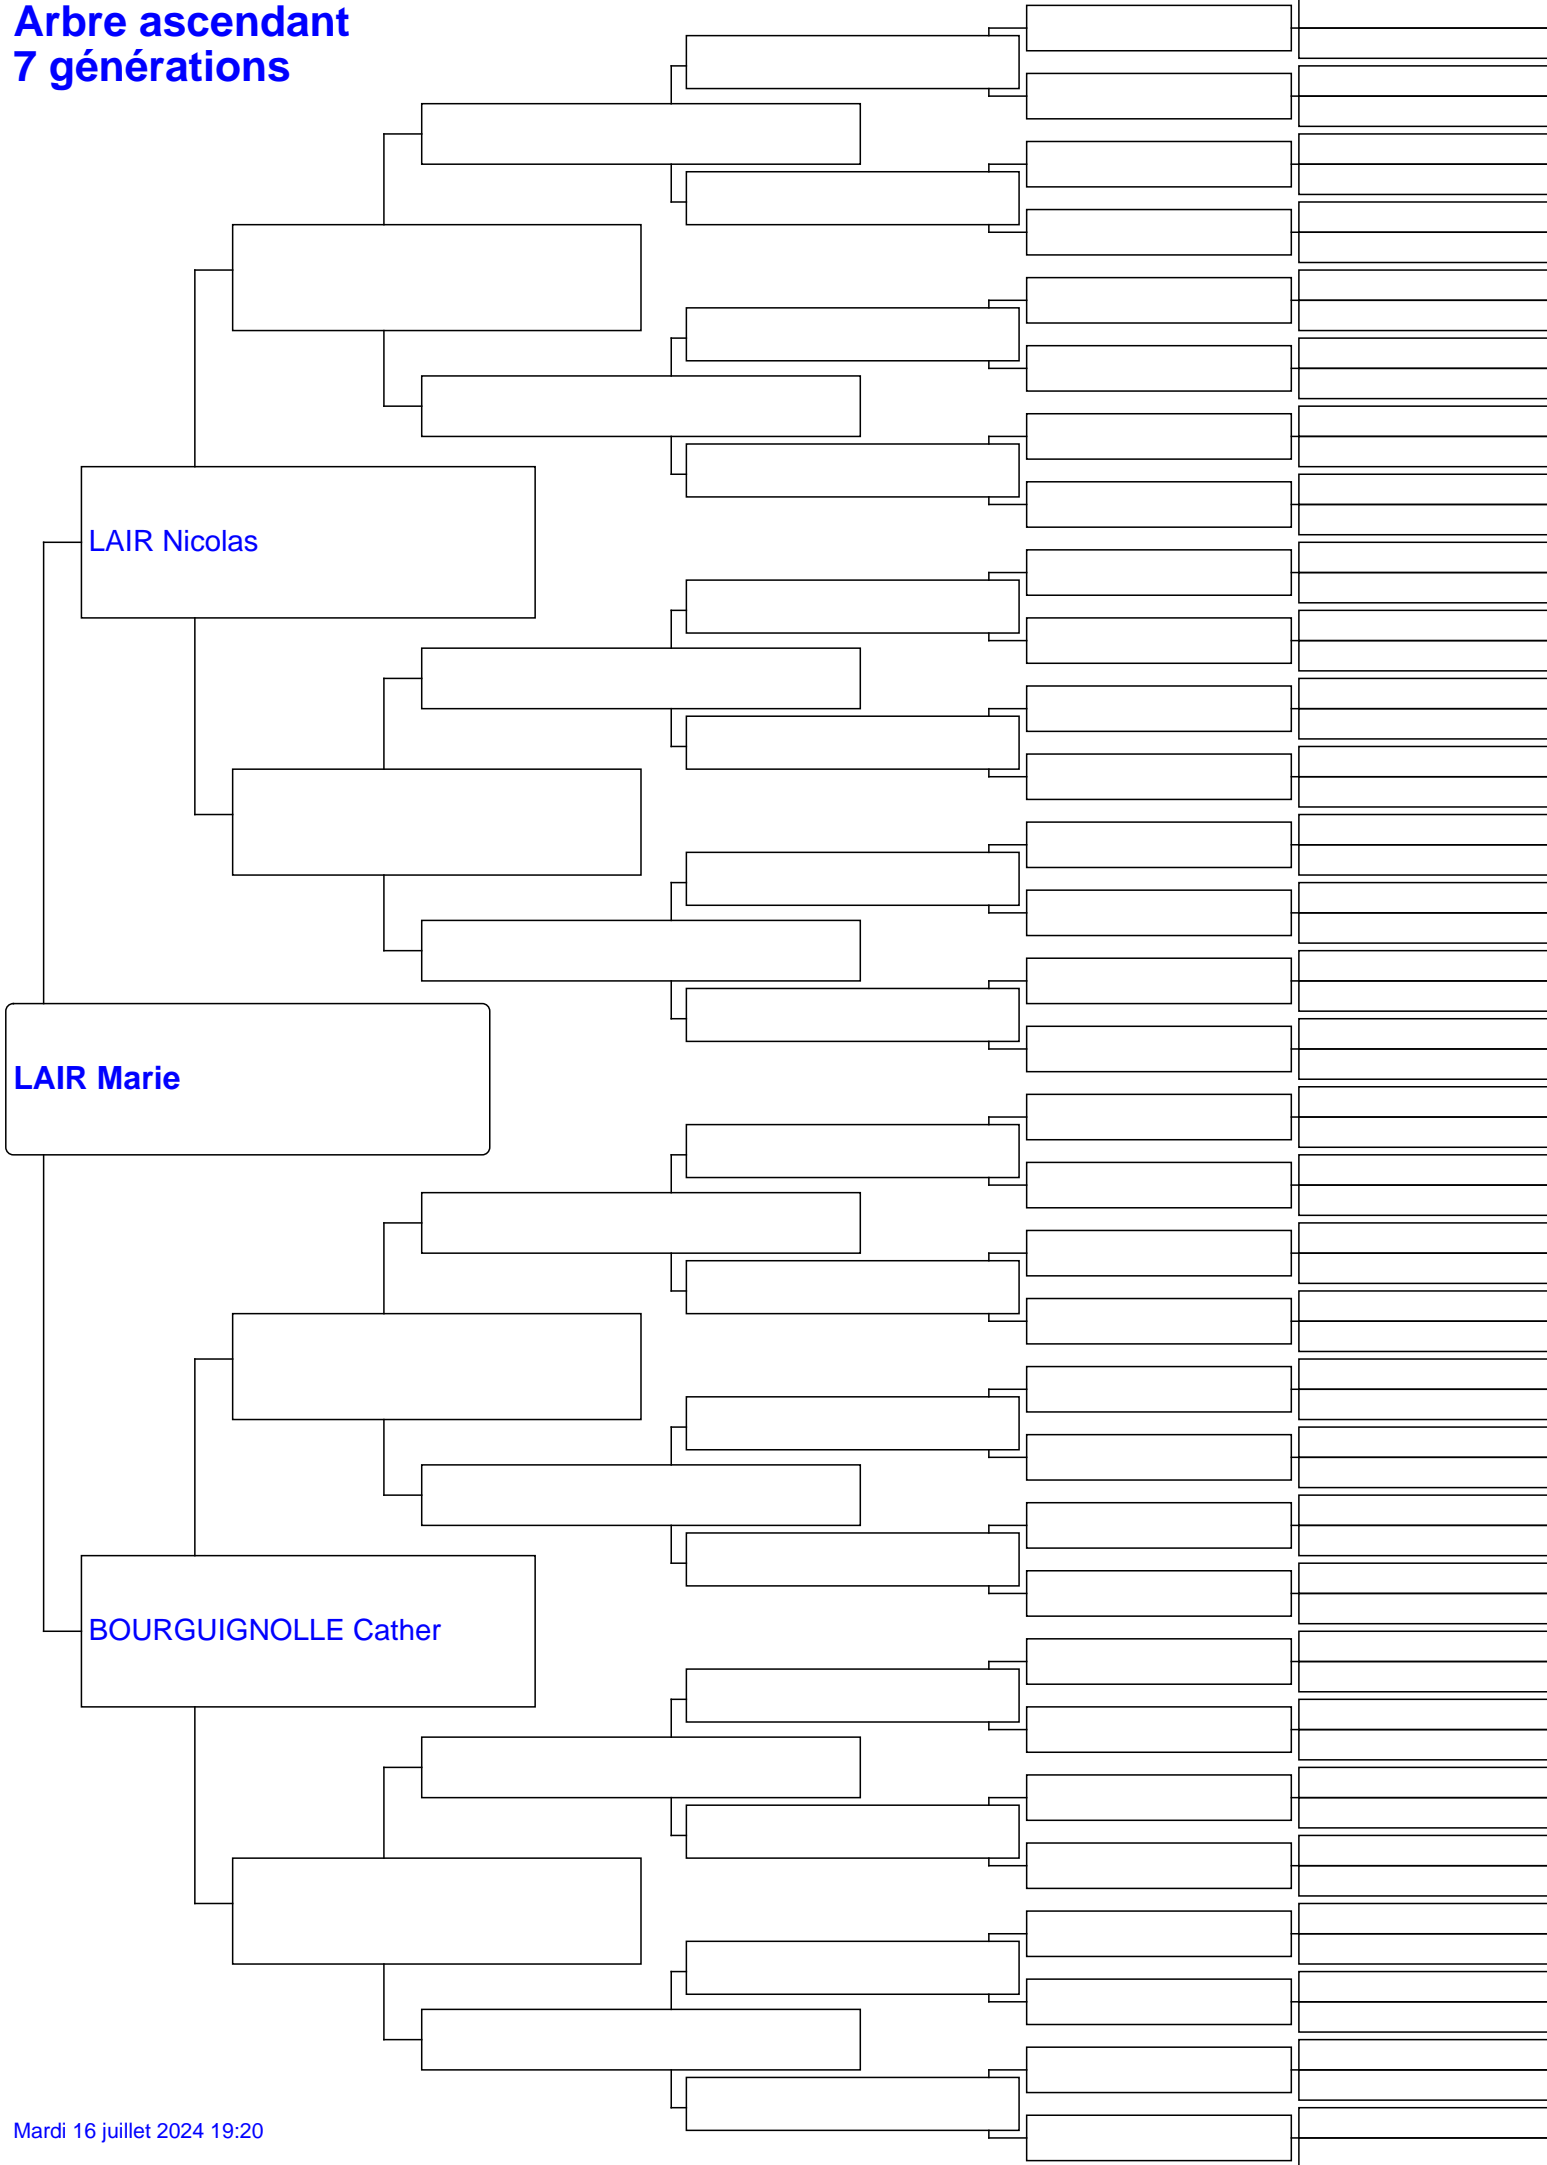 Arbre ascendant
7 générations
LAIR Nicolas
LAIR Marie
BOURGUIGNOLLE Cather
Mardi 16 juillet 2024 19:20